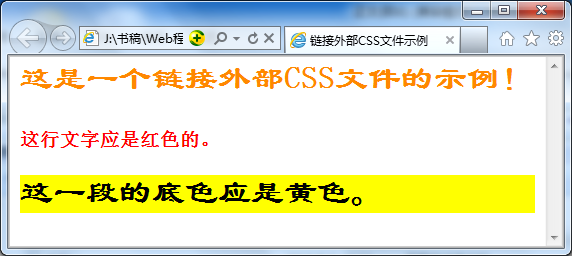 J:\书稿\Web程
链接外部CSS文件示例
这是一个链接外部CSS文件的示例！
这行文字应是红色的。
这一段的底色应是黄色。